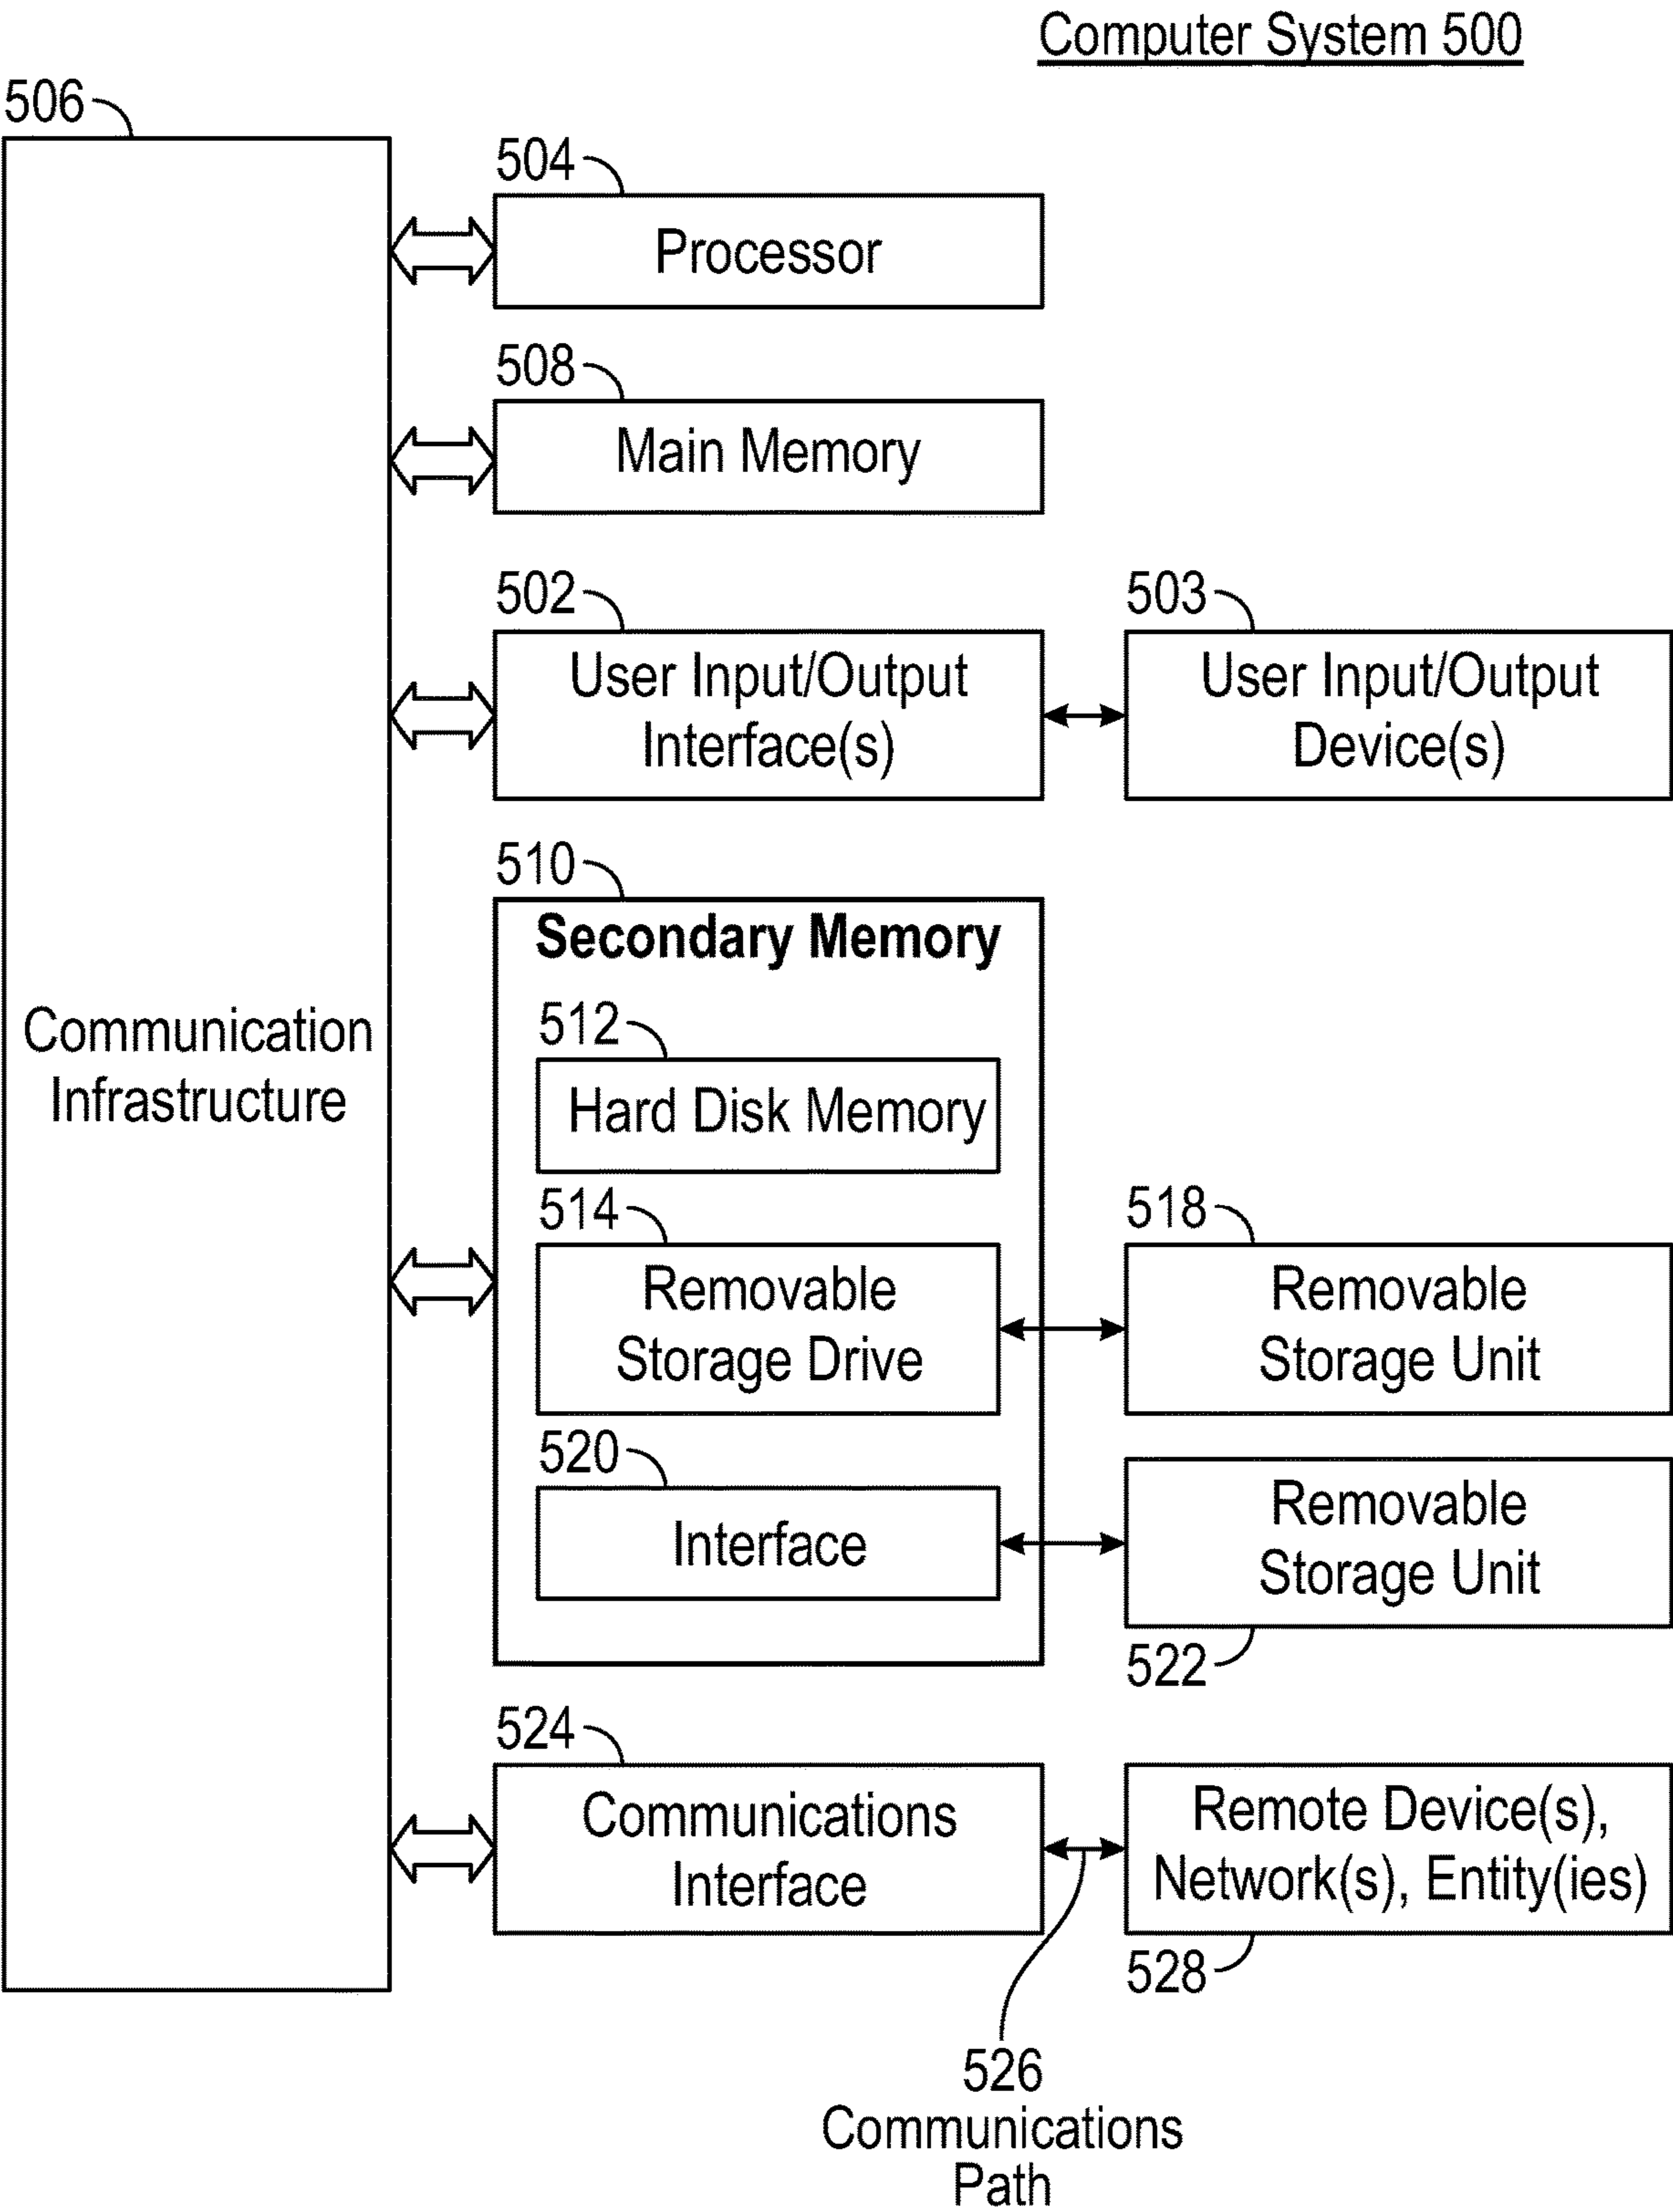 Computer System 500
506
Communication
Infrastructure
504
Processor
508
Main Memory
502
User Input/Output
Interface(s)
503
User Input/Output
Device(s)
510
Secondary Memory
512
Hard Disk Memory
514
Removable
Storage Drive
518
Removable
Storage Unit
520
Interface
Removable
Storage Unit
522
524
Communications
Interface
Remote Device(s),
Network(s), Entity(ies)
528
526
Communications
Path